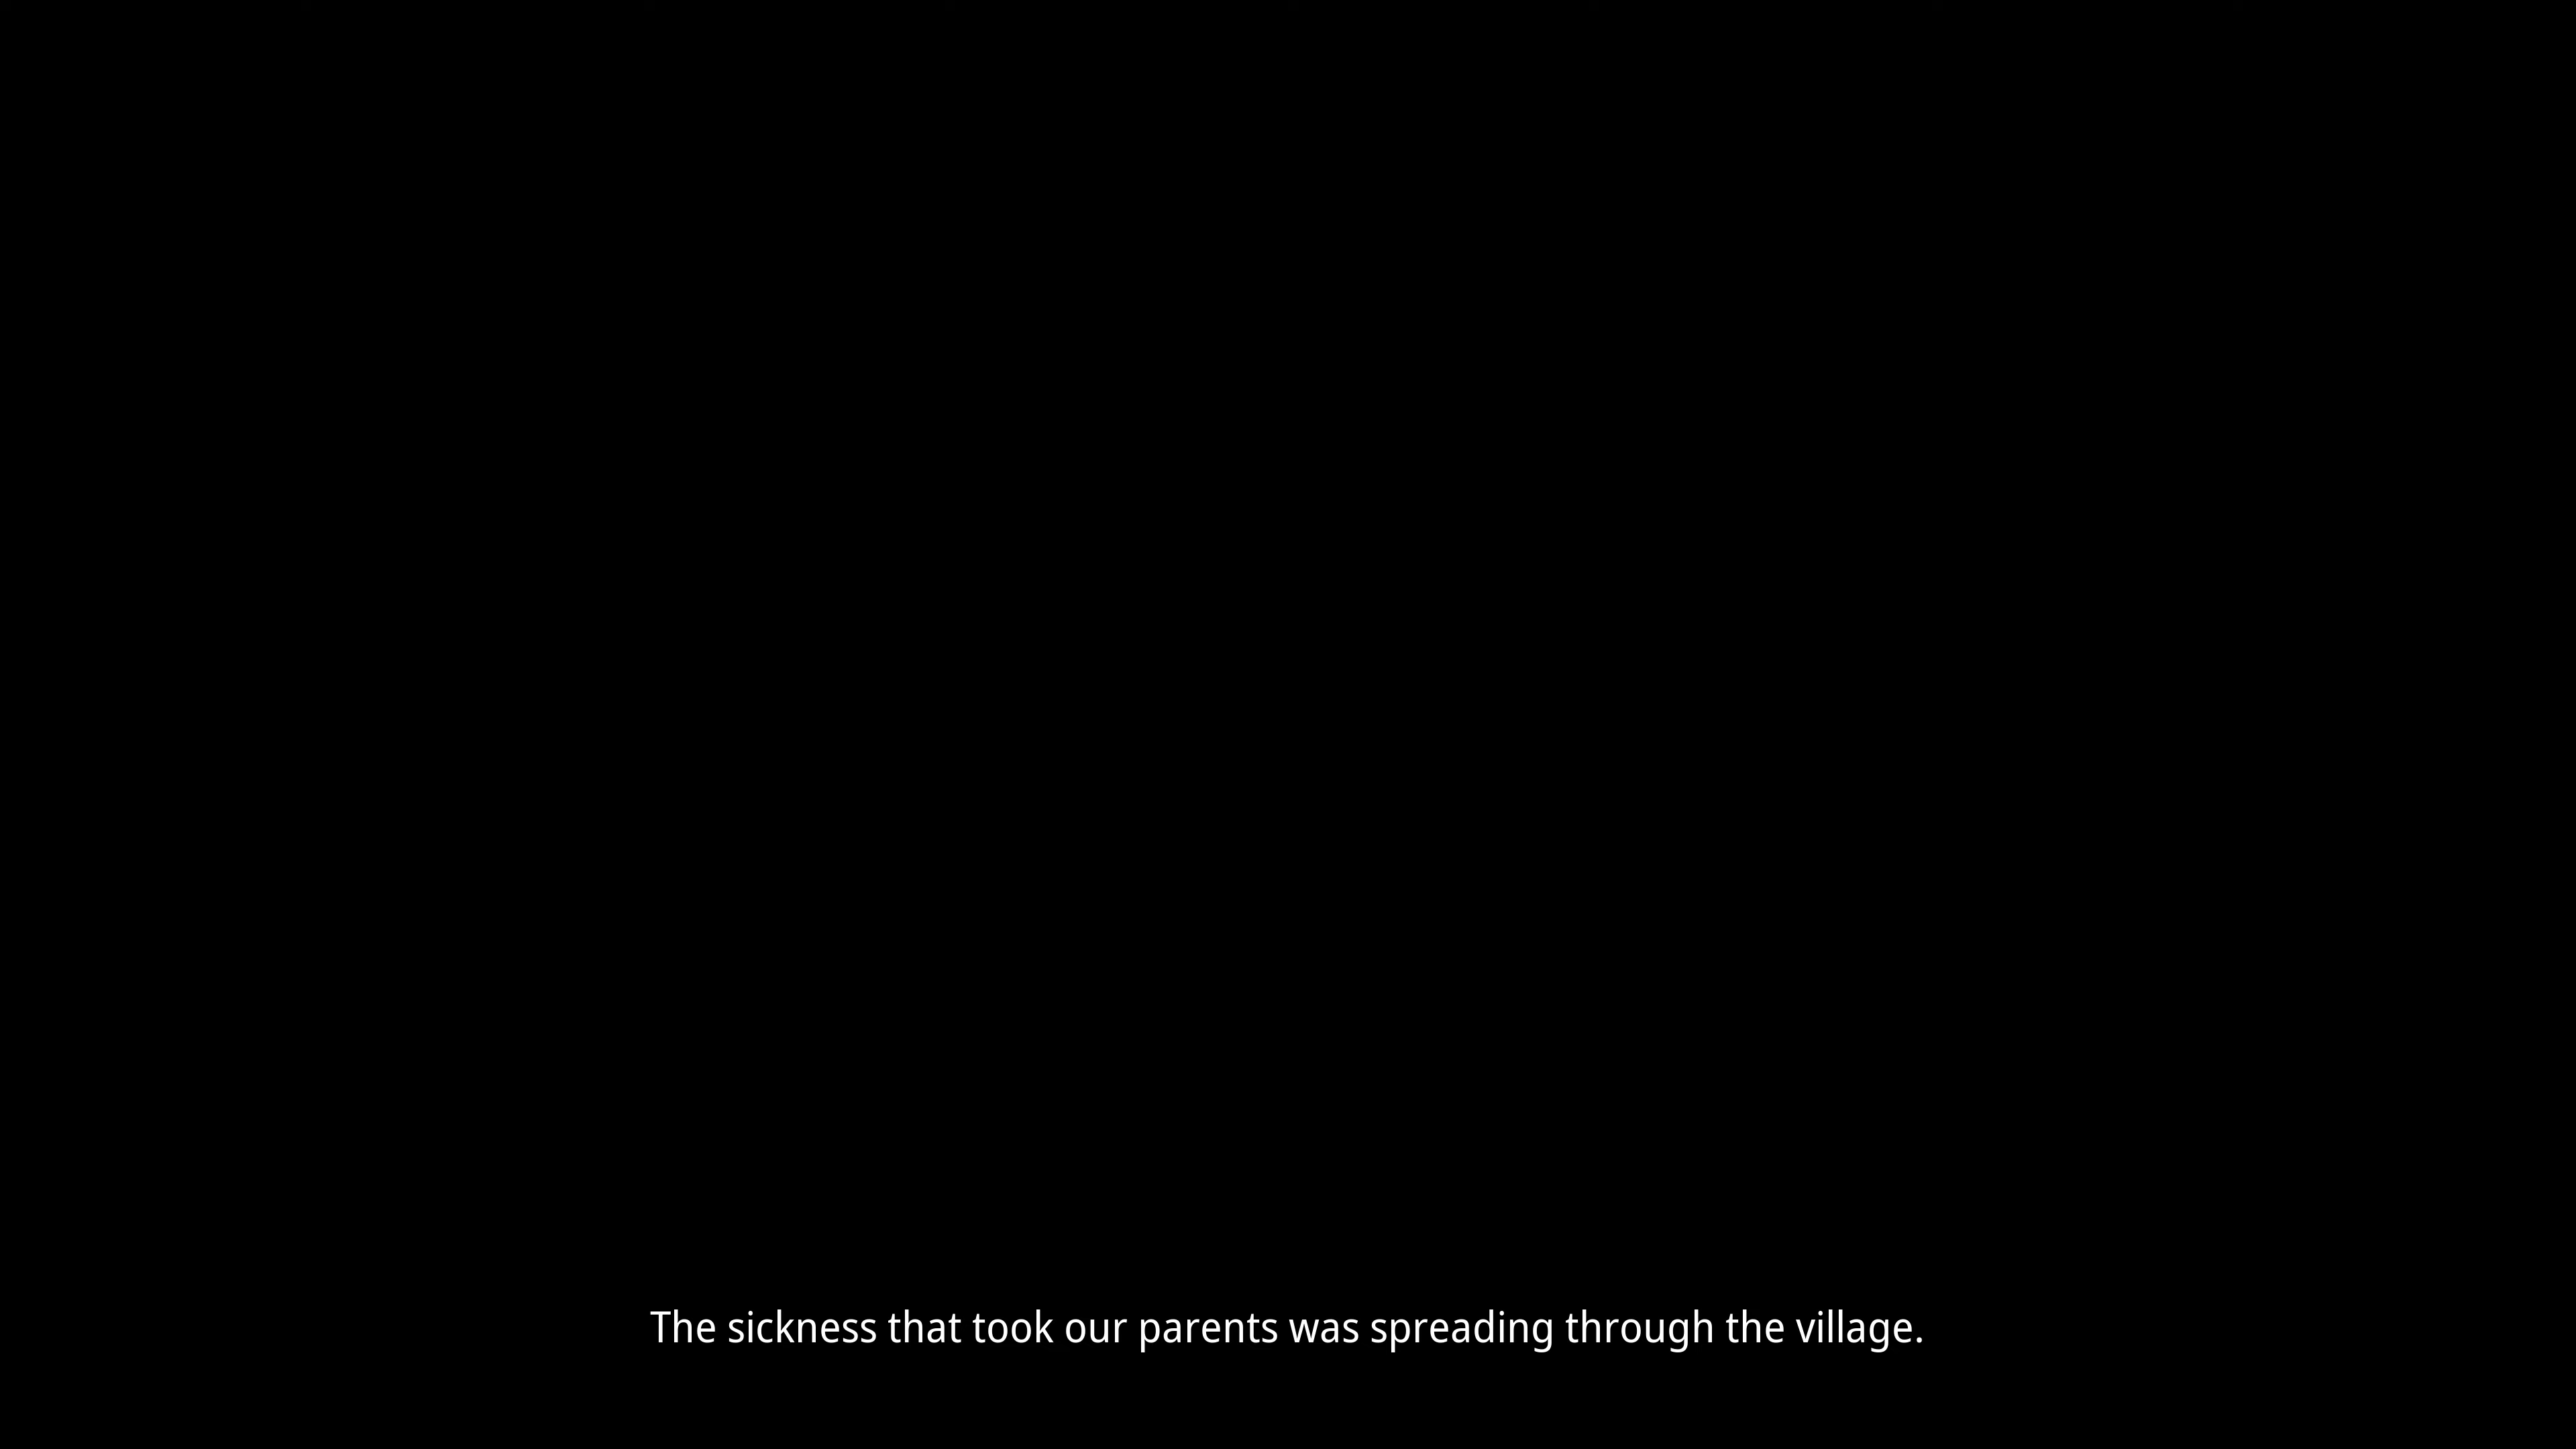 The sickness that took our parents was spreading through the village.